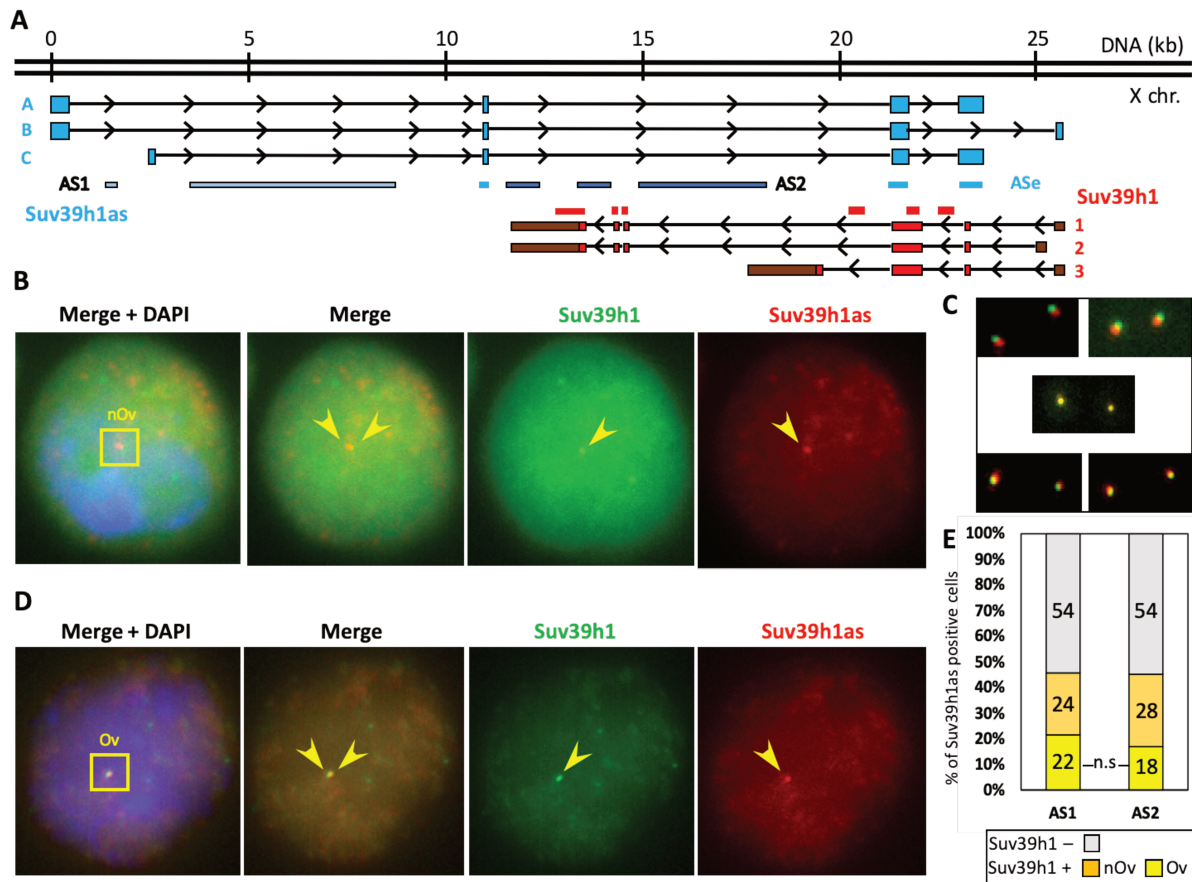 A
0 5 10 15 20 25 DNA (kb)
X chr.
A
B
C
AS1 AS2 ASe
Suv39h1as Suv39h1
1
2
3
B
Merge + DAPI Merge Suv39h1 Suv39h1as
nOv
C
D
Merge + DAPI Merge Suv39h1 Suv39h1as
Ov
E
% of Suv39h1as positive cells
100%
90%
80%
70%
60%
50%
40%
30%
20%
10%
0%
54 54
24 28
22 n.s 18
AS1 AS2
Suv39h1 –
Suv39h1 + nOv Ov